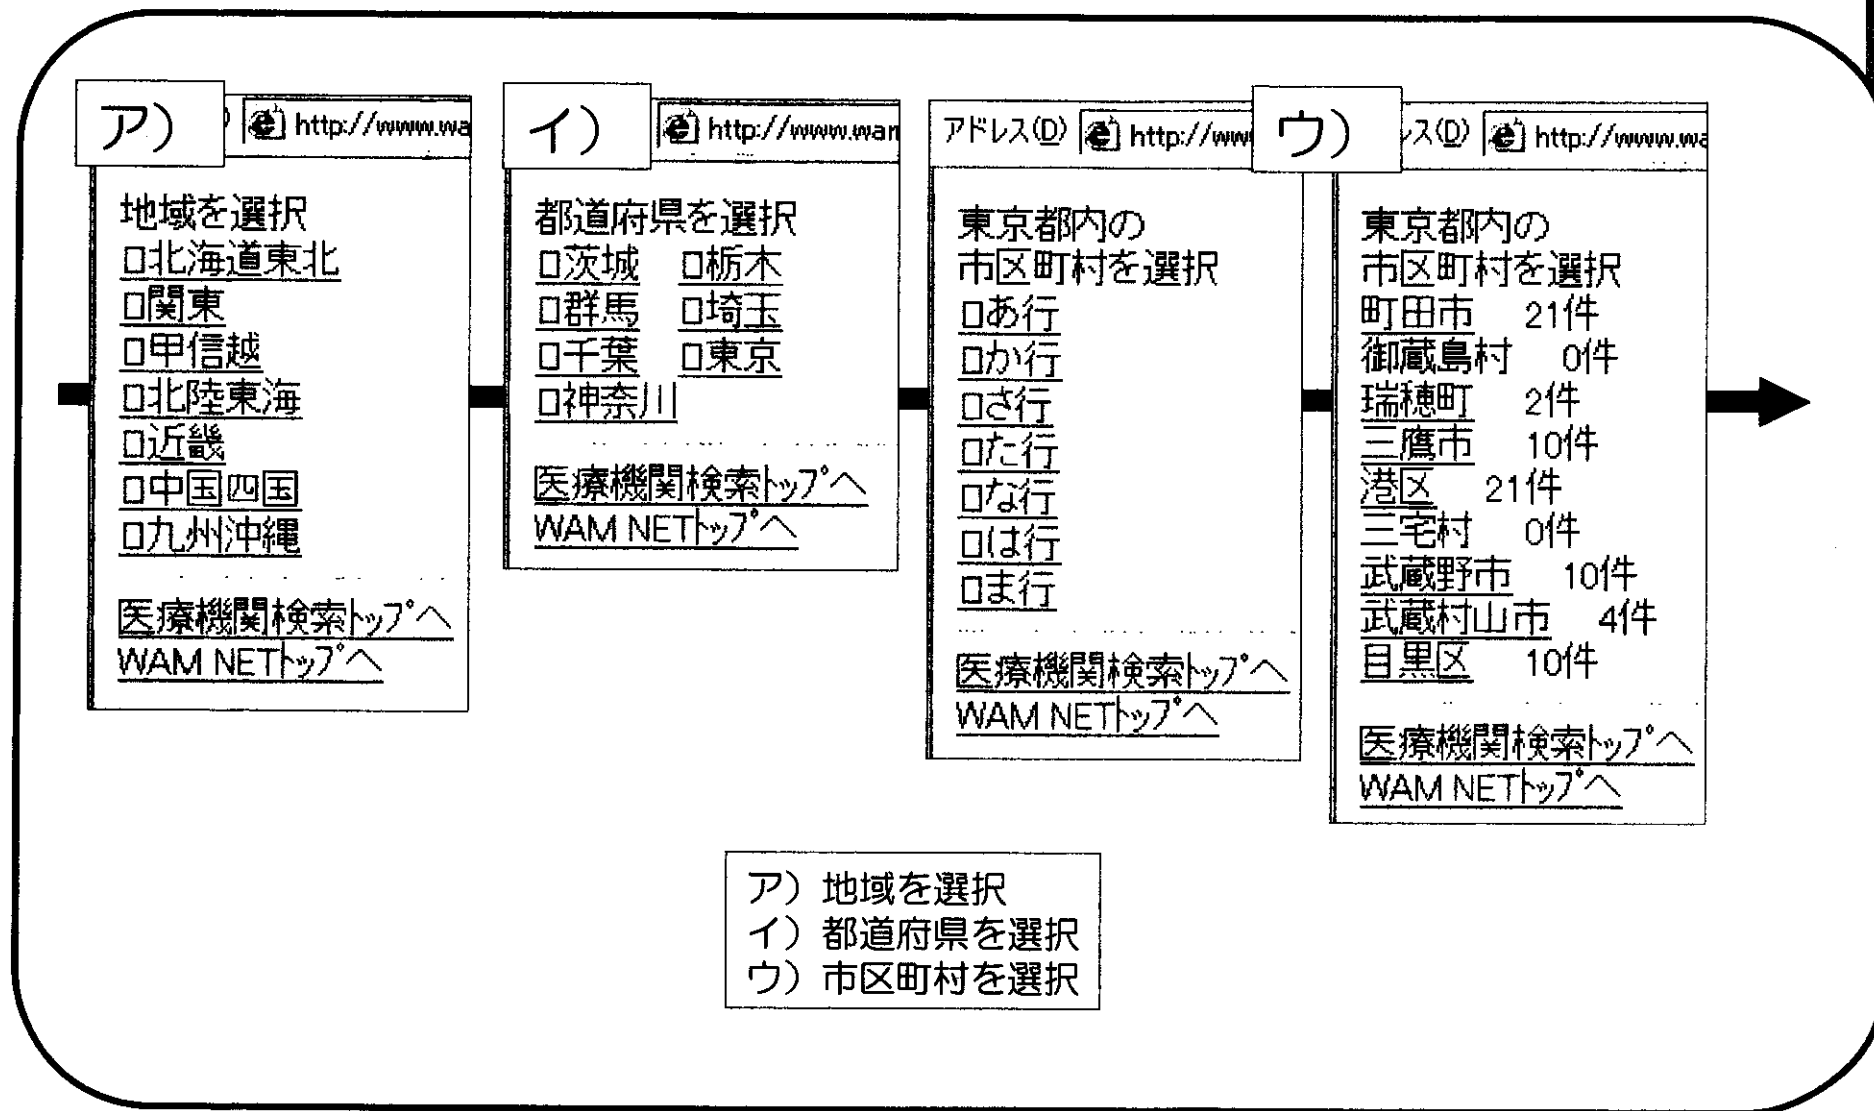 ア)
http://www.wa
地域を選択
□北海道東北
□関東
□甲信越
□北陸東海
□近畿
□中国四国
□九州沖縄
医療機関検索トップへ
WAM NETトップへ
イ)
http://www.wam
都道府県を選択
□茨城 □栃木
□群馬 □埼玉
□千葉 □東京
□神奈川
医療機関検索トップへ
WAM NETトップへ
アドレス(D) http://www
東京都内の
市区町村を選択
□あ行
□か行
□さ行
□た行
□な行
□は行
□ま行
医療機関検索トップへ
WAM NETトップへ
ウ)
レス(D) http://www.wa
東京都内の
市区町村を選択
町田市 21件
御蔵島村 0件
瑞穂町 2件
三鷹市 10件
港区 21件
三宅村 0件
武蔵野市 10件
武蔵村山市 4件
目黒区 10件
医療機関検索トップへ
WAM NETトップへ
ア) 地域を選択
イ) 都道府県を選択
ウ) 市区町村を選択